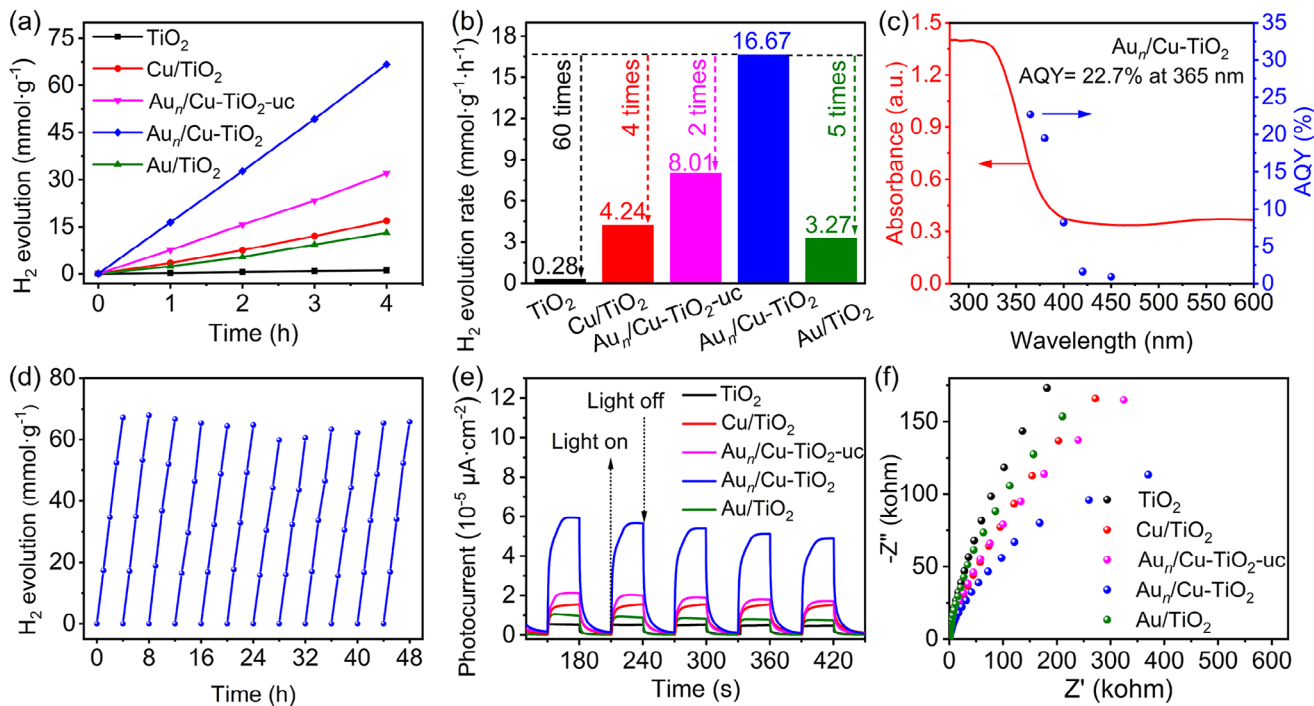 (a)
H₂ evolution (mmol·g⁻¹)
75
60
45
30
15
0
TiO₂
Cu/TiO₂
Auₙ/Cu-TiO₂-uc
Auₙ/Cu-TiO₂
Au/TiO₂
0 1 2 3 4
Time (h)
(b)
H₂ evolution rate (mmol·g⁻¹·h⁻¹)
18
15
12
9
6
3
0
60 times
4 times
2 times
5 times
0.28
4.24
8.01
16.67
3.27
TiO₂
Cu/TiO₂
Auₙ/Cu-TiO₂-uc
Auₙ/Cu-TiO₂
Au/TiO₂
(c)
Absorbance (a.u.)
1.5
1.2
0.9
0.6
0.3
0.0
Auₙ/Cu-TiO₂
AQY= 22.7% at 365 nm
35
30
25
20
15
10
5
0
AQY (%)
300 350 400 450 500 550 600
Wavelength (nm)
(d)
H₂ evolution (mmol·g⁻¹)
80
60
40
20
0
0 8 16 24 32 40 48
Time (h)
(e)
Photocurrent (10⁻⁵ μA·cm⁻²)
12
10
8
6
4
2
0
Light off
Light on
TiO₂
Cu/TiO₂
Auₙ/Cu-TiO₂-uc
Auₙ/Cu-TiO₂
Au/TiO₂
180 240 300 360 420
Time (s)
(f)
-Z" (kohm)
150
100
50
0
TiO₂
Cu/TiO₂
Auₙ/Cu-TiO₂-uc
Auₙ/Cu-TiO₂
Au/TiO₂
0 100 200 300 400 500 600
Z' (kohm)